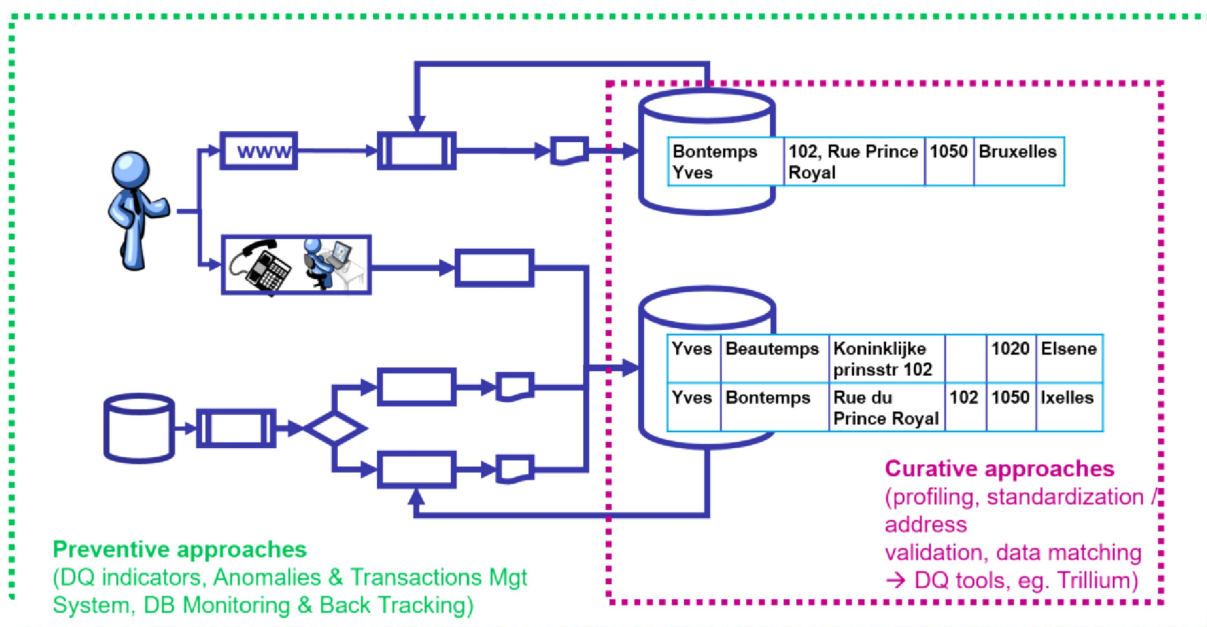 www
Bontemps Yves | 102, Rue Prince Royal | 1050 | Bruxelles
Yves | Beautemps | Koninklijke prinsstr 102 | | 1020 | Elsene
Yves | Bontemps | Rue du Prince Royal | 102 | 1050 | Ixelles
Curative approaches
(profiling, standardization /
address
validation, data matching
→ DQ tools, eg. Trillium)
Preventive approaches
(DQ indicators, Anomalies & Transactions Mgt
System, DB Monitoring & Back Tracking)